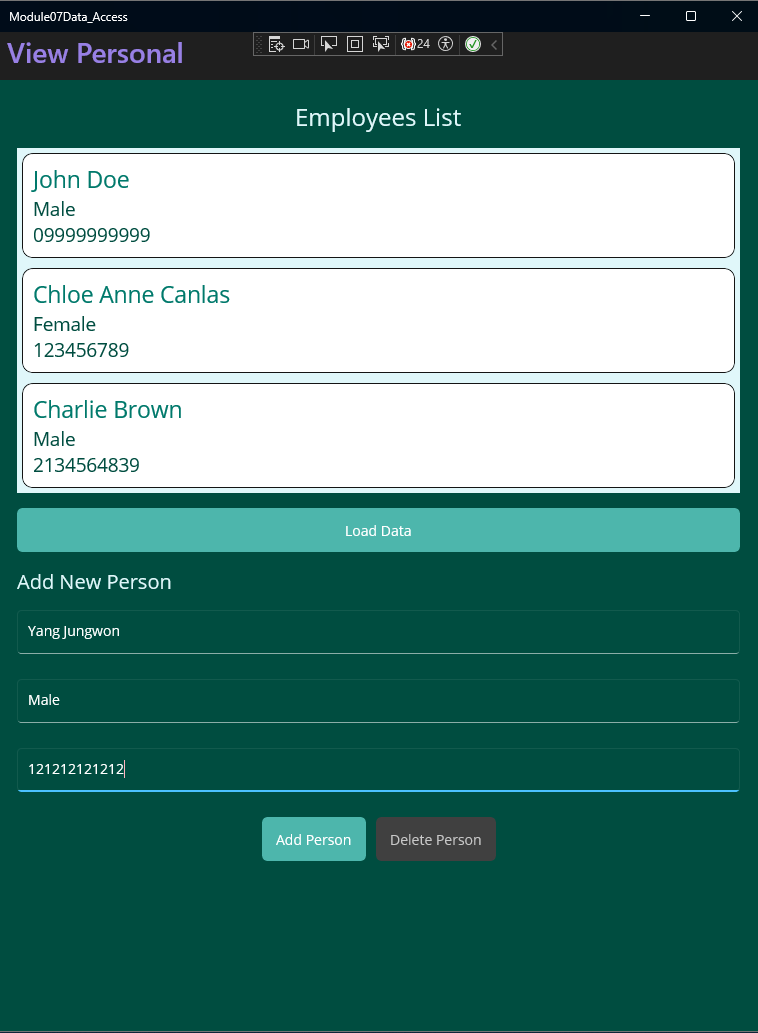 Module07Data_Access
View Personal
24
Employees List
John Doe
Male
09999999999
Chloe Anne Canlas
Female
123456789
Charlie Brown
Male
2134564839
Load Data
Add New Person
Yang Jungwon
Male
121212121212
Add Person
Delete Person